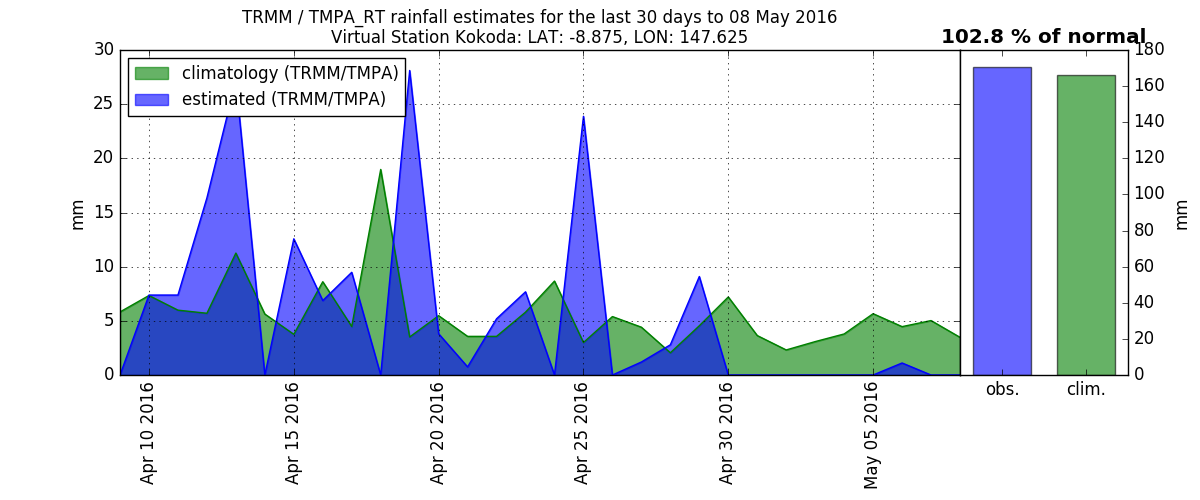 TRMM / TMPA_RT rainfall estimates for the last 30 days to 08 May 2016
Virtual Station Kokoda: LAT: -8.875, LON: 147.625
102.8 % of normal
climatology (TRMM/TMPA)
estimated (TRMM/TMPA)
30
25
20
15
10
5
0
mm
Apr 10 2016
Apr 15 2016
Apr 20 2016
Apr 25 2016
Apr 30 2016
May 05 2016
180
160
140
120
100
80
60
40
20
0
mm
obs.
clim.